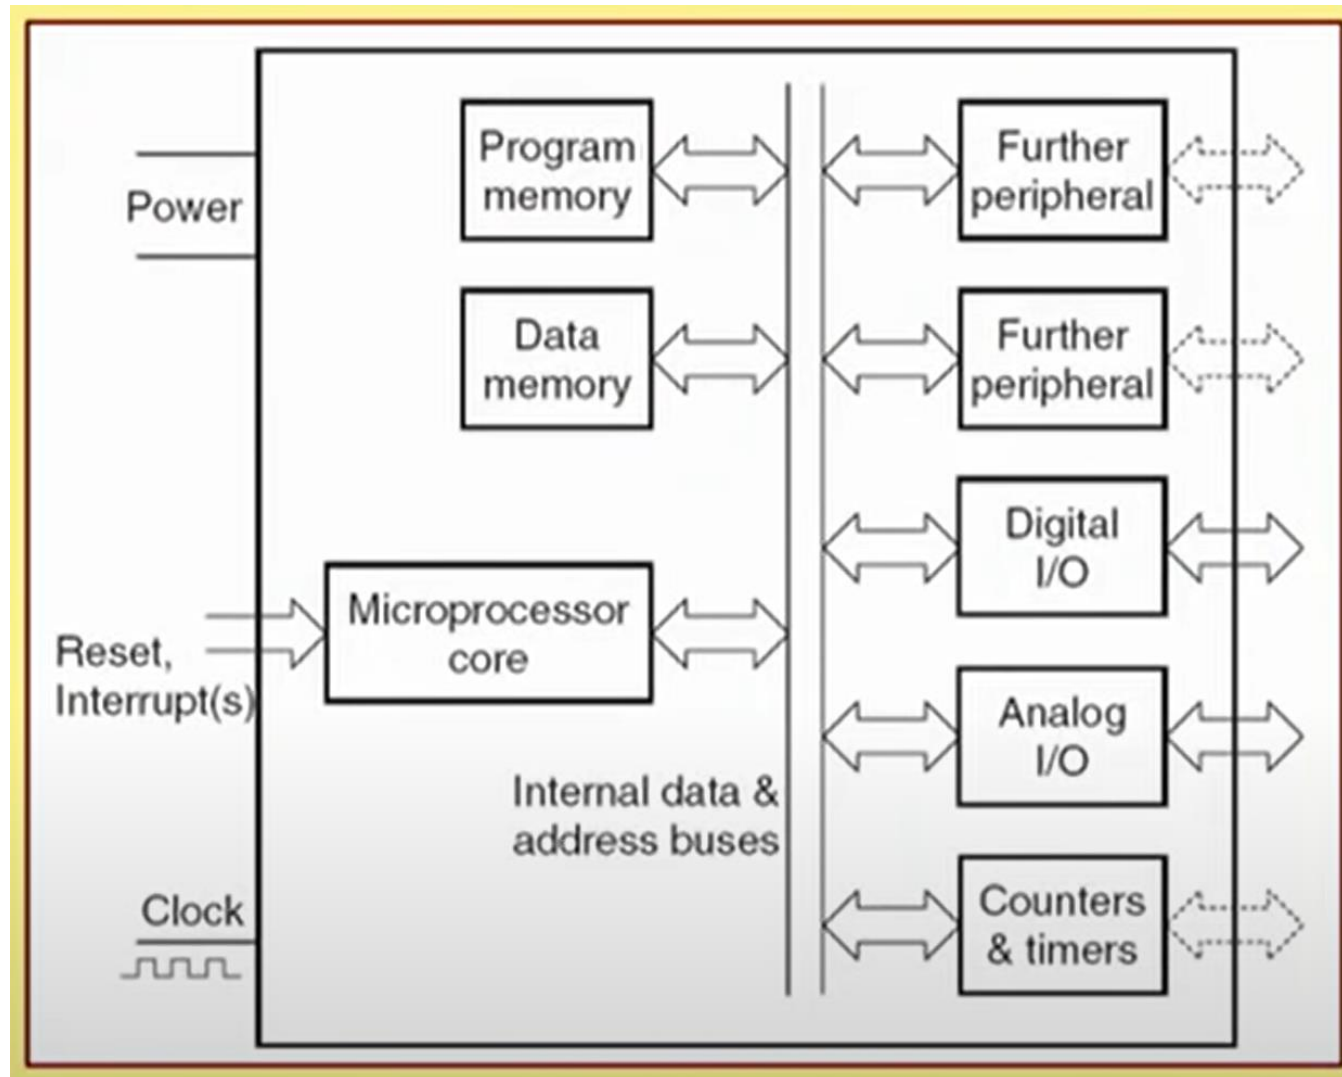 Power
Reset,
Interrupt(s)
Clock
Program
memory
Data
memory
Microprocessor
core
Internal data &
address buses
Further
peripheral
Further
peripheral
Digital
I/O
Analog
I/O
Counters
& timers